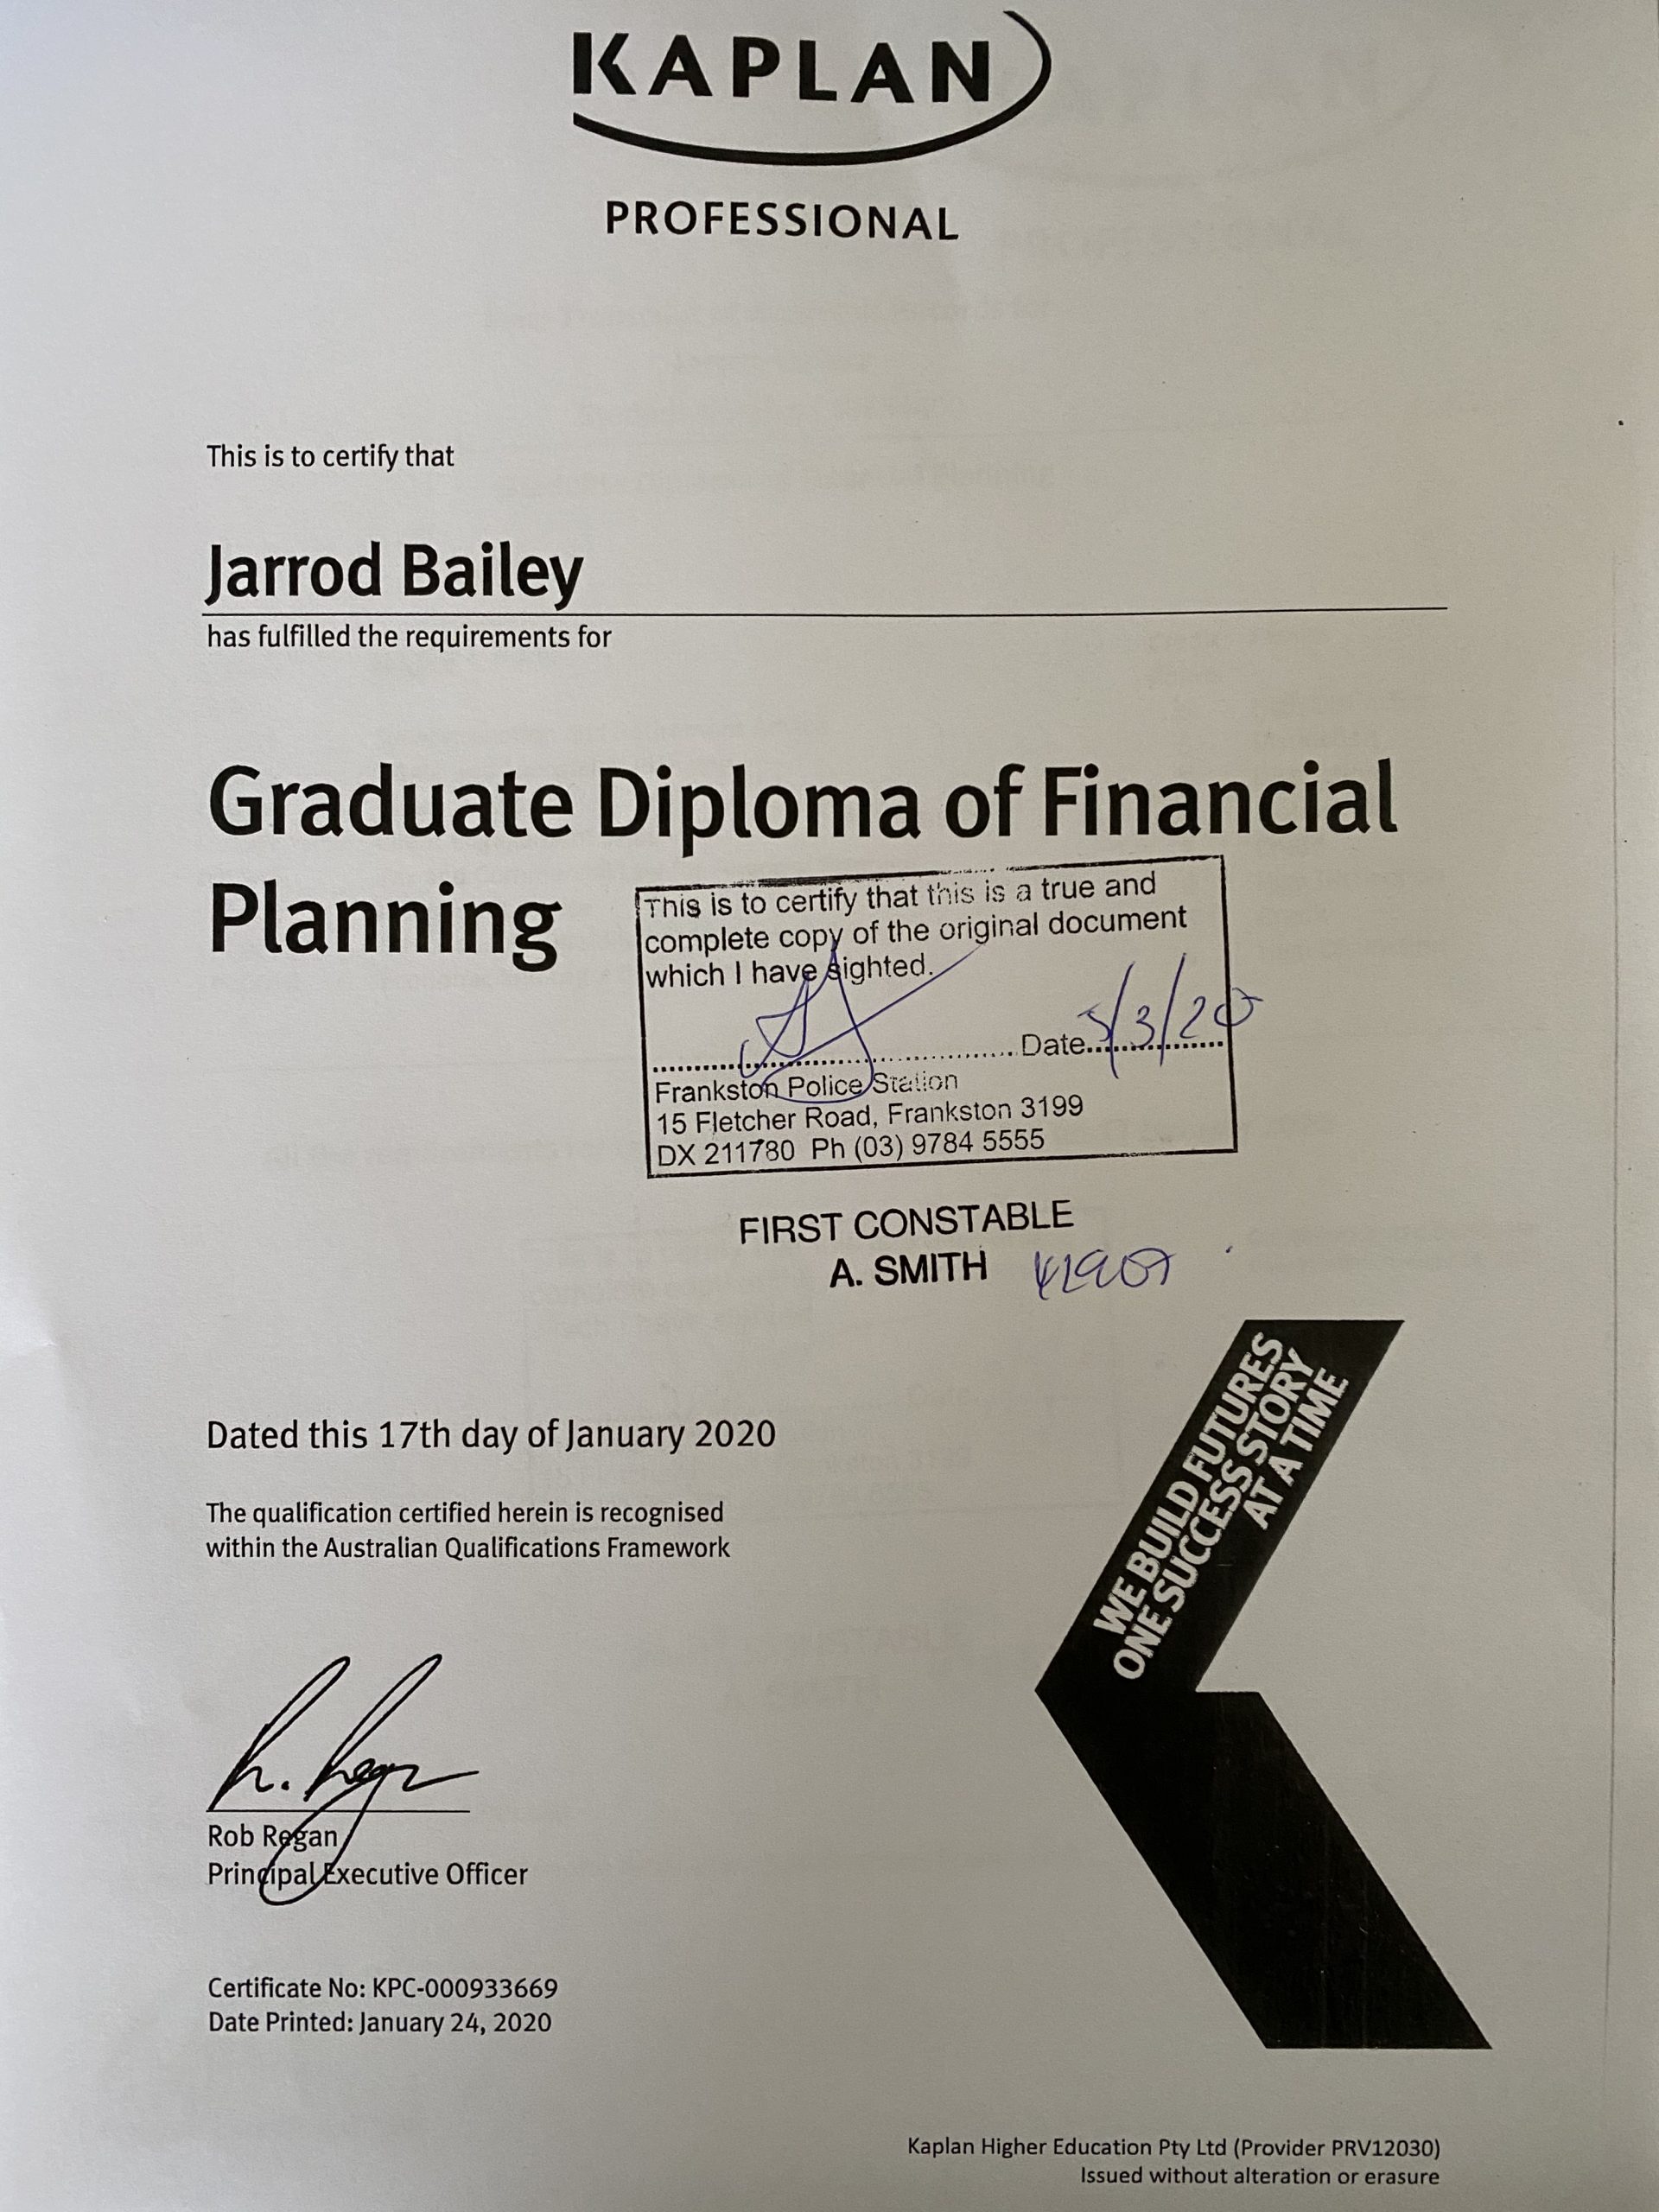 KAPLAN
PROFESSIONAL
This is to certify that
Jarrod Bailey
has fulfilled the requirements for
Graduate Diploma of Financial
Planning
This is to certify that this is a true and
complete copy of the original document
which I have sighted.
Date 5/3/20
Frankston Police Station
15 Fletcher Road, Frankston 3199
DX 211780 Ph (03) 9784 5555
FIRST CONSTABLE
A. SMITH
Dated this 17th day of January 2020
The qualification certified herein is recognised
within the Australian Qualifications Framework
WE BUILD FUTURES
ONE SUCCESS STORY
AT A TIME
Rob Regan
Principal Executive Officer
Certificate No: KPC-000933669
Date Printed: January 24, 2020
Kaplan Higher Education Pty Ltd (Provider PRV12030)
Issued without alteration or erasure